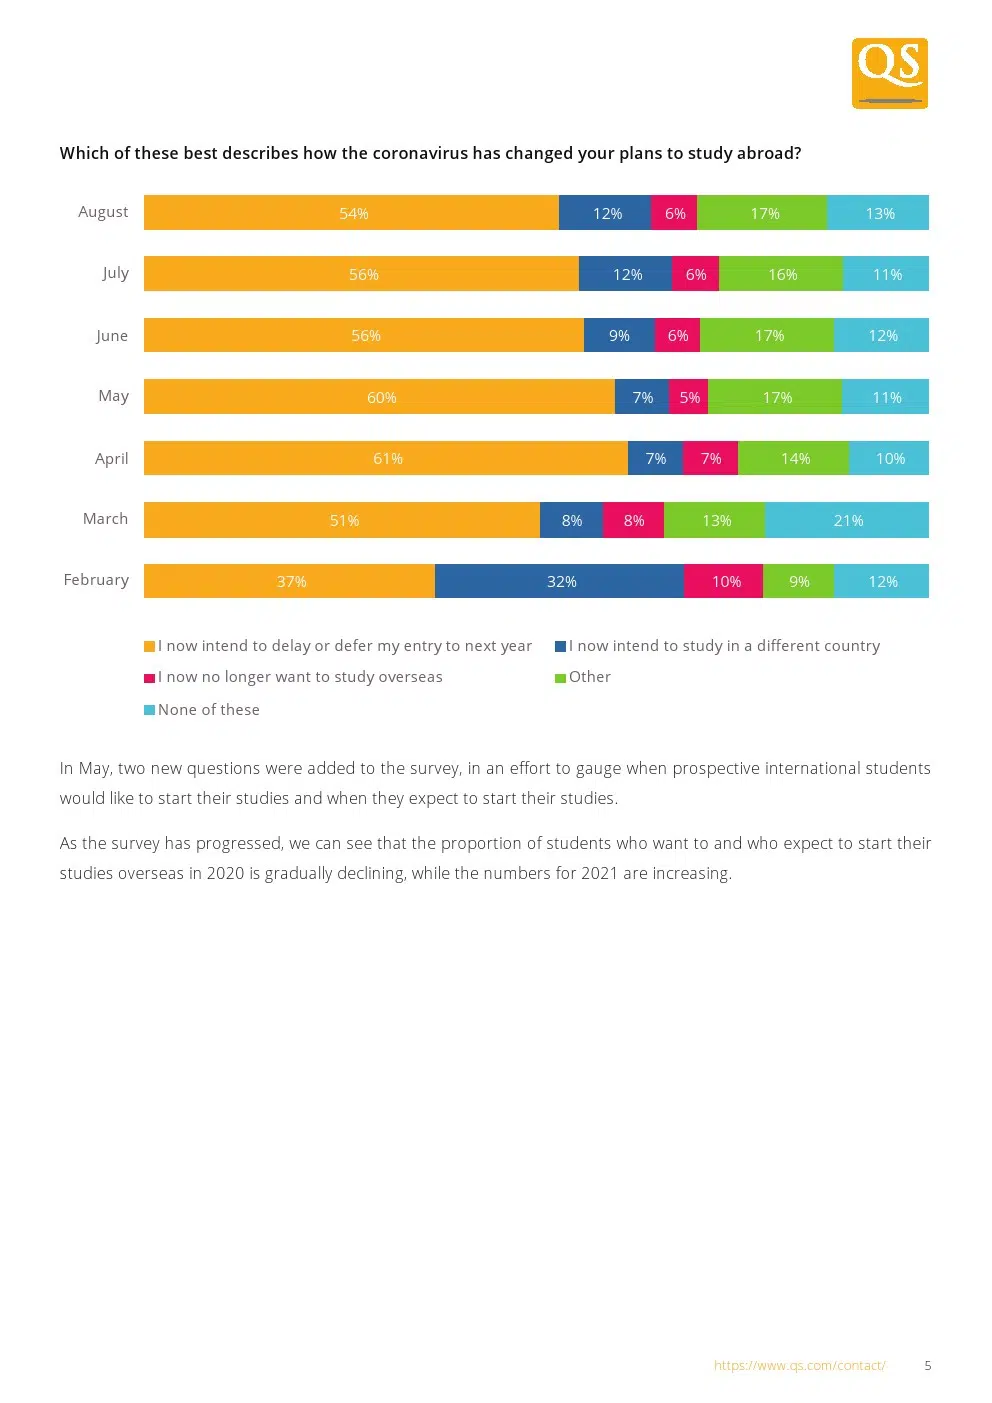 QS
Which of these best describes how the coronavirus has changed your plans to study abroad?
August 54% 12% 6% 17% 13%
July 56% 12% 6% 16% 11%
June 56% 9% 6% 17% 12%
May 60% 7% 5% 17% 11%
April 61% 7% 7% 14% 10%
March 51% 8% 8% 13% 21%
February 37% 32% 10% 9% 12%
I now intend to delay or defer my entry to next year I now intend to study in a different country
I now no longer want to study overseas Other
None of these
In May, two new questions were added to the survey, in an effort to gauge when prospective international students
would like to start their studies and when they expect to start their studies.
As the survey has progressed, we can see that the proportion of students who want to and who expect to start their
studies overseas in 2020 is gradually declining, while the numbers for 2021 are increasing.
https://www.qs.com/contact/ 5